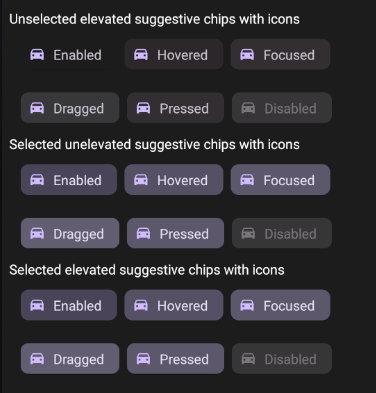 Unselected elevated suggestive chips with icons
Enabled Hovered Focused
Dragged Pressed Disabled
Selected unelevated suggestive chips with icons
Enabled Hovered Focused
Dragged Pressed Disabled
Selected elevated suggestive chips with icons
Enabled Hovered Focused
Dragged Pressed Disabled